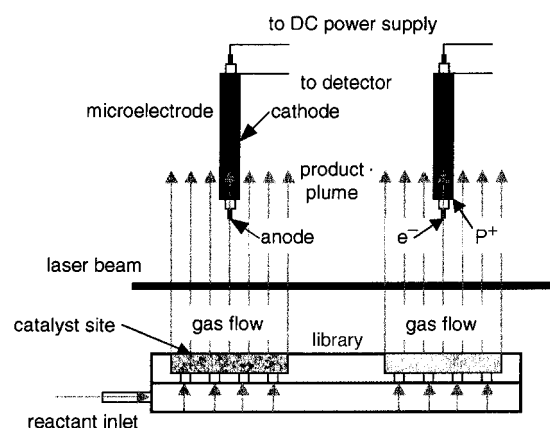 to DC power supply
to detector
microelectrode
cathode
product
plume
anode
e⁻
P⁺
laser beam
catalyst site
gas flow
library
gas flow
reactant inlet